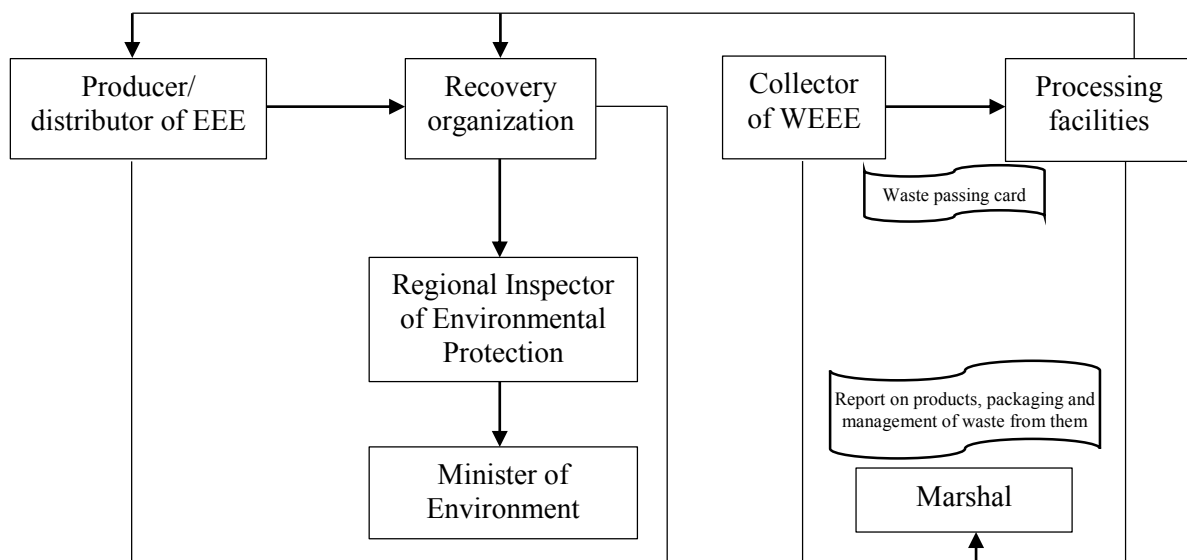 Producer/
distributor of EEE
Recovery
organization
Collector
of WEEE
Processing
facilities
Waste passing card
Regional Inspector
of Environmental
Protection
Report on products, packaging and
management of waste from them
Minister of
Environment
Marshal